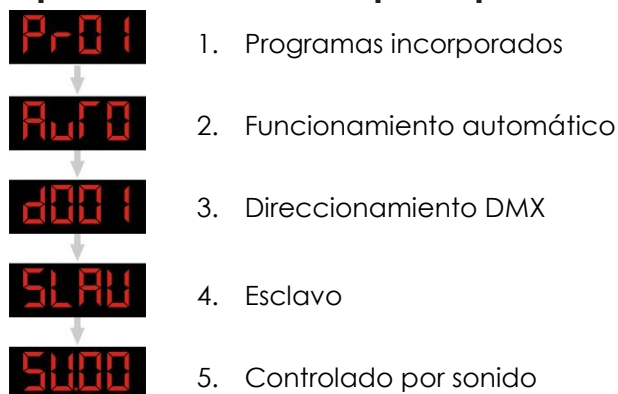 Pr01 1. Programas incorporados
AuTO 2. Funcionamiento automático
d001 3. Direccionamiento DMX
SLAU 4. Esclavo
SU.00 5. Controlado por sonido